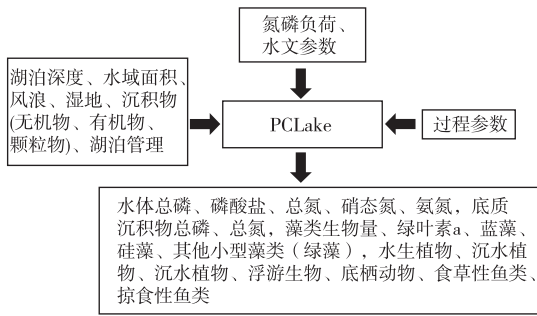 氮磷负荷、
水文参数
湖泊深度、水域面积、
风浪、湿地、沉积物
(无机物、有机物、
颗粒物)、湖泊管理
PCLake
过程参数
水体总磷、磷酸盐、总氮、硝态氮、氨氮，底质
沉积物总磷、总氮，藻类生物量、绿叶素a、蓝藻、
硅藻、其他小型藻类（绿藻），水生植物、沉水植
物、沉水植物、浮游生物、底栖动物、食草性鱼类、
掠食性鱼类